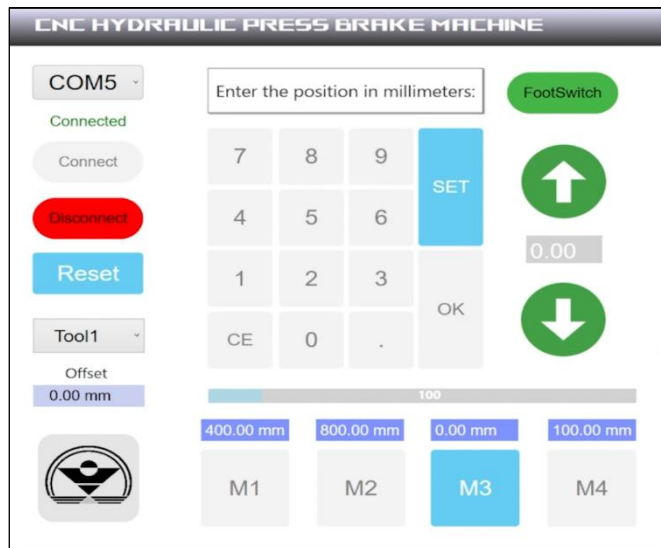 CNC HYDRAULIC PRESS BRAKE MACHINE
COM5
Connected
Connect
Disconnect
Reset
Tool1
Offset
0.00 mm
Enter the position in millimeters:
7 8 9
SET
4 5 6
1 2 3
OK
CE 0 .
FootSwitch
0.00
100
400.00 mm 800.00 mm 0.00 mm 100.00 mm
M1 M2 M3 M4